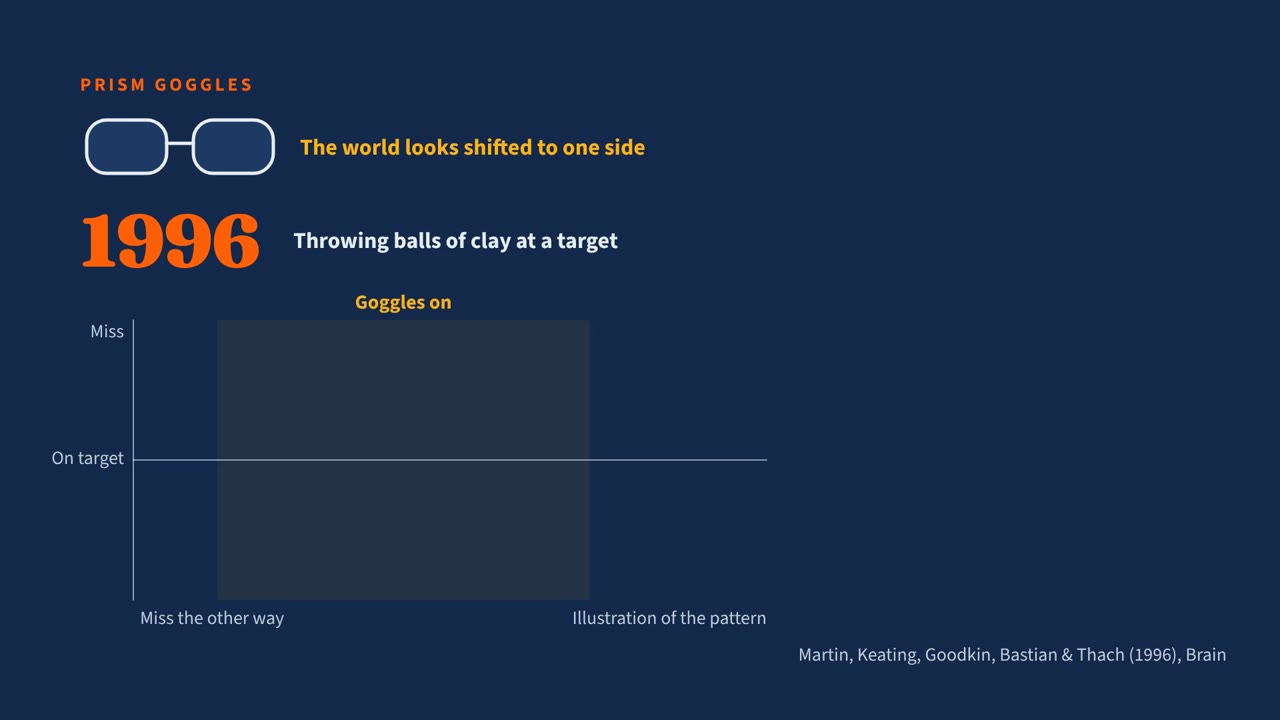 PRISM GOGGLES
The world looks shifted to one side
1996
Throwing balls of clay at a target
Goggles on
Miss
On target
Miss the other way
Illustration of the pattern
Martin, Keating, Goodkin, Bastian & Thach (1996), Brain